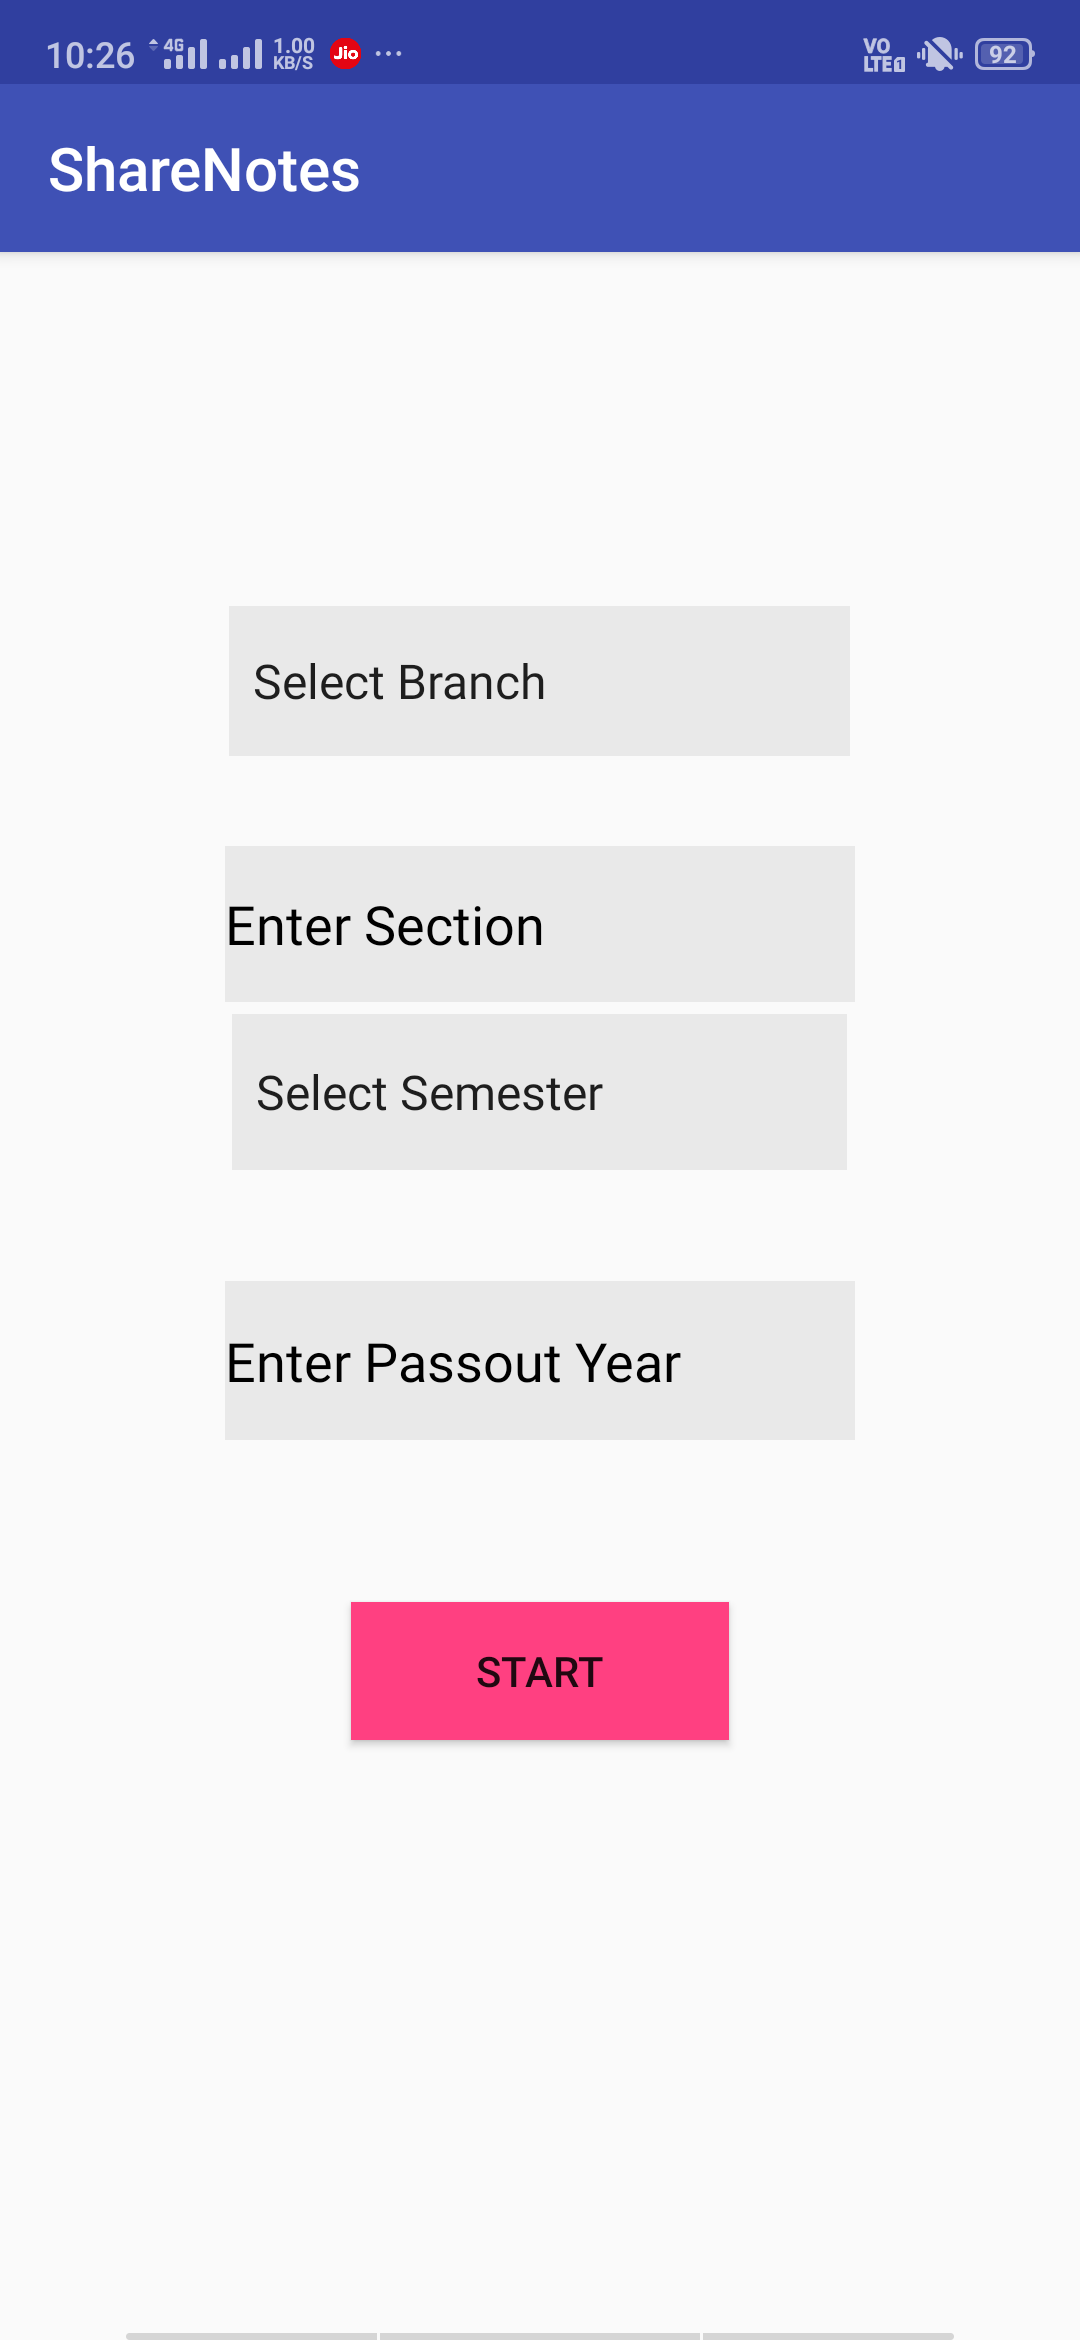 10:26 4G 1.00 KB/S Jio ... VO LTE 1 92
ShareNotes
Select Branch
Enter Section
Select Semester
Enter Passout Year
START